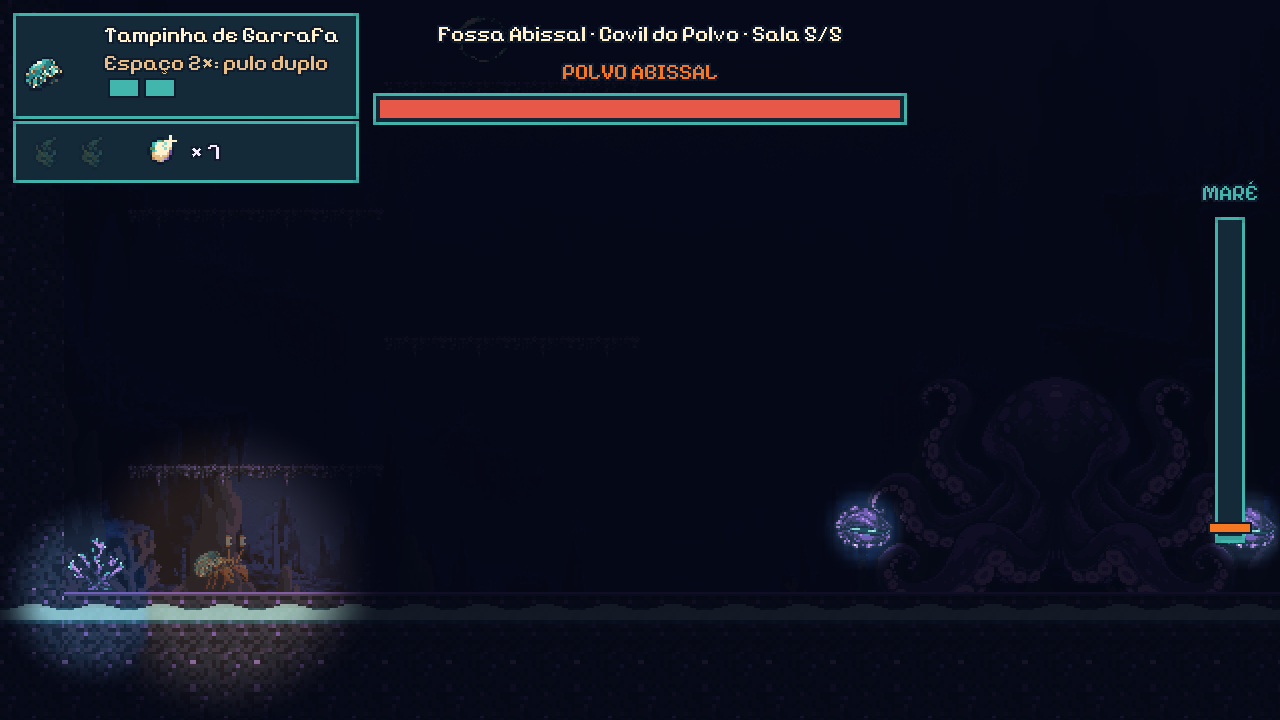 Tampinha de Garrafa
Espaço 2×: pulo duplo
× 7
Fossa Abissal · Covil do Polvo · Sala 8/8
POLVO ABISSAL
MARÉ